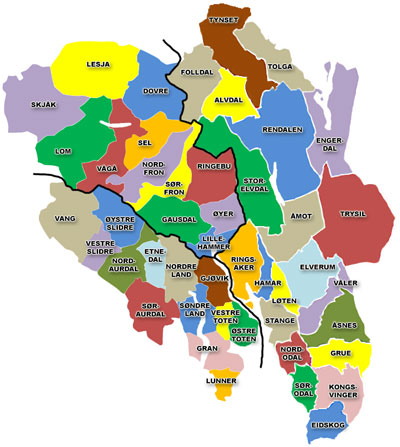 TYNSET
LESJA
TOLGA
FOLLDAL
DOVRE
ALVDAL
SKJÅK
RENDALEN
SEL
ENGER-
DAL
LOM
NORD-
FRON
RINGEBU
VÅGÅ
SØR-
FRON
STOR-
ELVDAL
ØYER
AMOT
TRYSIL
VANG
ØYSTRE
SLIDRE
GAUSDAL
LILLE-
HAMMER
VESTRE
SLIDRE
ETNE-
DAL
RINGS-
AKER
ELVERUM
NORD-
AURDAL
NORDRE
LAND
GJØVIK
HAMAR
VÅLER
LØTEN
SØR-
AURDAL
SØNDRE
LAND
VESTRE
TOTEN
STANGE
ÅSNES
ØSTRE
TOTEN
GRAN
NORD-
ODAL
GRUE
LUNNER
SØR-
ODAL
KONGS-
VINGER
EIDSKOG